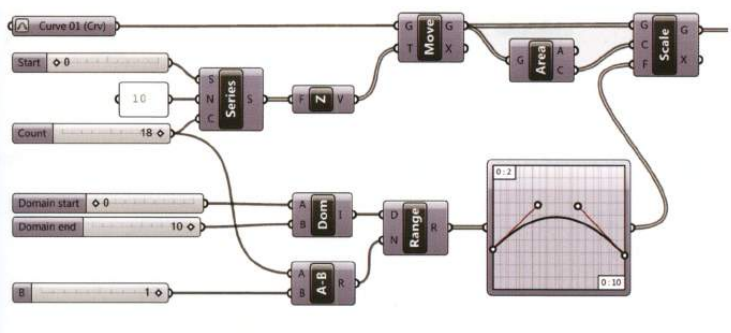 Curve 01 (Crv)
G
T
Move
G
X
G
Area
A
C
G
C
F
Scale
G
X
Start
0
10
S
N
C
Series
S
F
Z
V
Count
18
Domain start
0
Domain end
10
A
B
Dom
I
D
N
Range
R
0 : 2
0 : 10
B
1
A
B
A-B
R